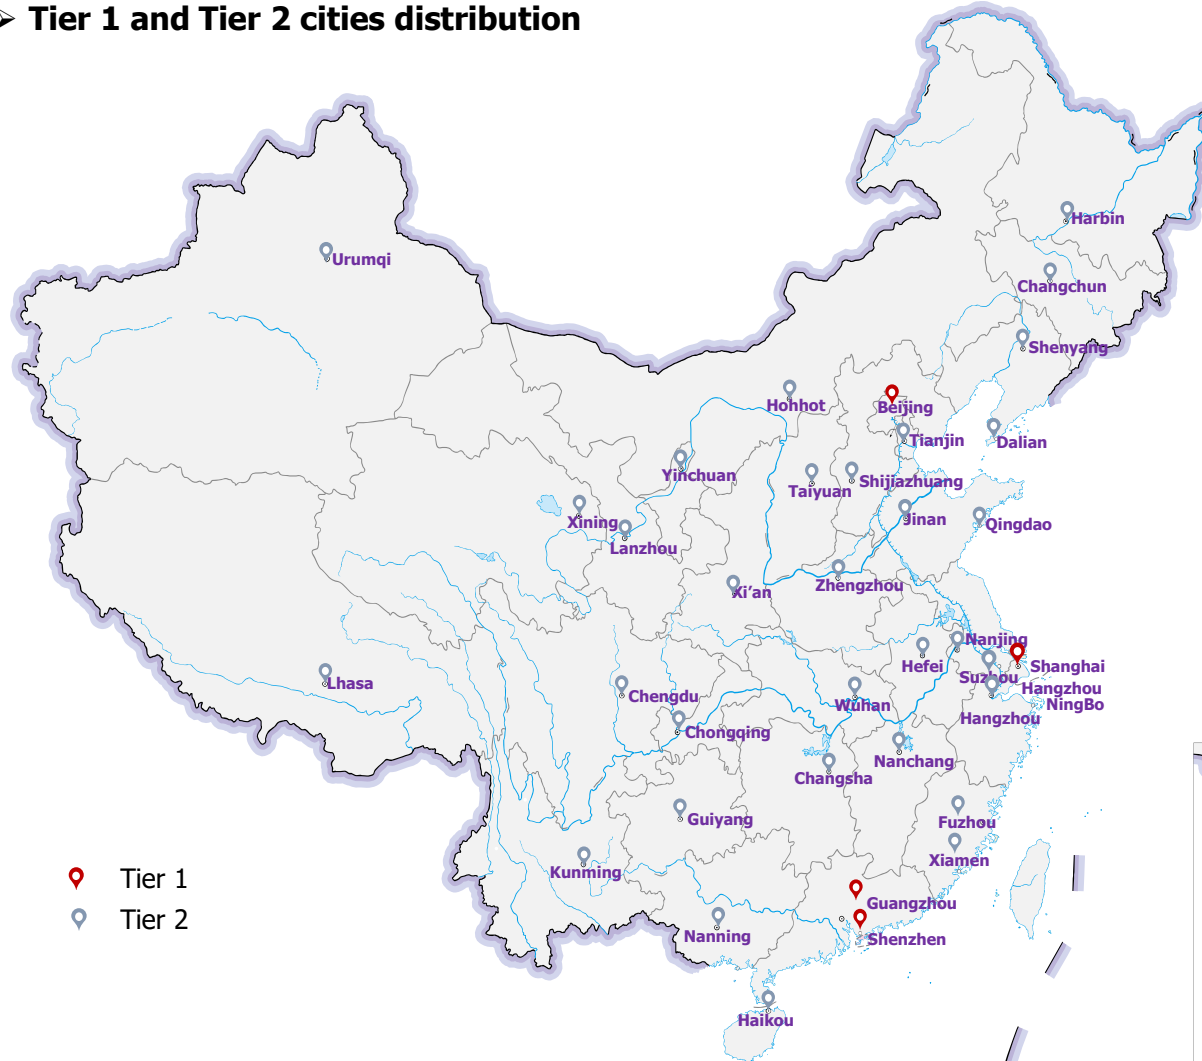 ➢ Tier 1 and Tier 2 cities distribution
Harbin
Urumqi
Changchun
Shenyang
Hohhot
Beijing
Tianjin
Dalian
Yinchuan
Taiyuan
Shijiazhuang
Xining
Jinan
Qingdao
Lanzhou
Zhengzhou
Xi’an
Nanjing
Hefei
Shanghai
Suzhou
Lhasa
Chengdu
Hangzhou
NingBo
Wuhan
Hangzhou
Chongqing
Nanchang
Changsha
Guiyang
Fuzhou
Xiamen
Kunming
Tier 1
Guangzhou
Tier 2
Nanning
Shenzhen
Haikou